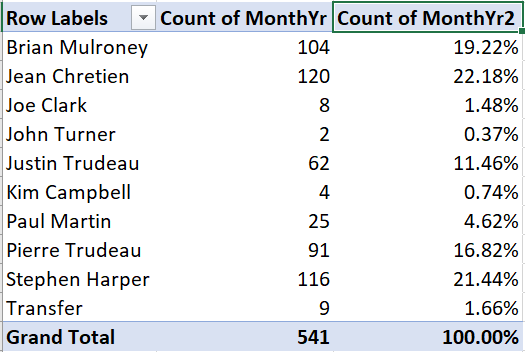 Row Labels Count of MonthYr Count of MonthYr2
Brian Mulroney 104 19.22%
Jean Chretien 120 22.18%
Joe Clark 8 1.48%
John Turner 2 0.37%
Justin Trudeau 62 11.46%
Kim Campbell 4 0.74%
Paul Martin 25 4.62%
Pierre Trudeau 91 16.82%
Stephen Harper 116 21.44%
Transfer 9 1.66%
Grand Total 541 100.00%